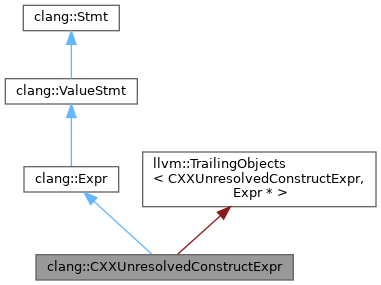 clang::Stmt
clang::ValueStmt
clang::Expr
llvm::TrailingObjects
< CXXUnresolvedConstructExpr,
Expr * >
clang::CXXUnresolvedConstructExpr